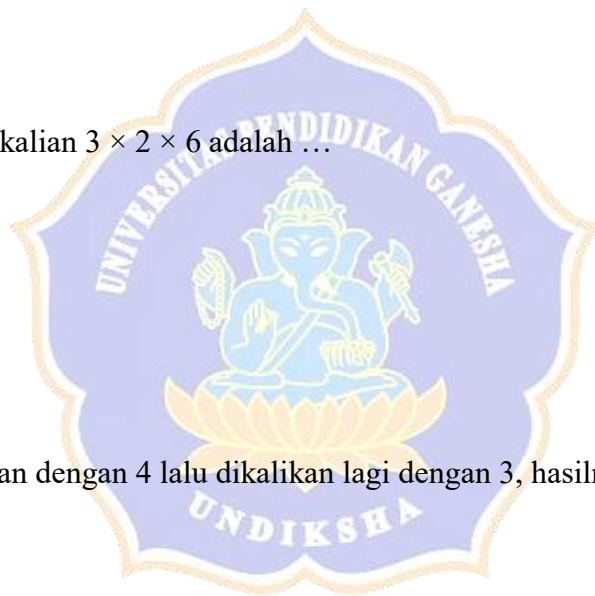 kalian 3 × 2 × 6 adalah …
UNIVERSITAS PENDIDIKAN GANESHA
an dengan 4 lalu dikalikan lagi dengan 3, hasiln
UNDIKSHA